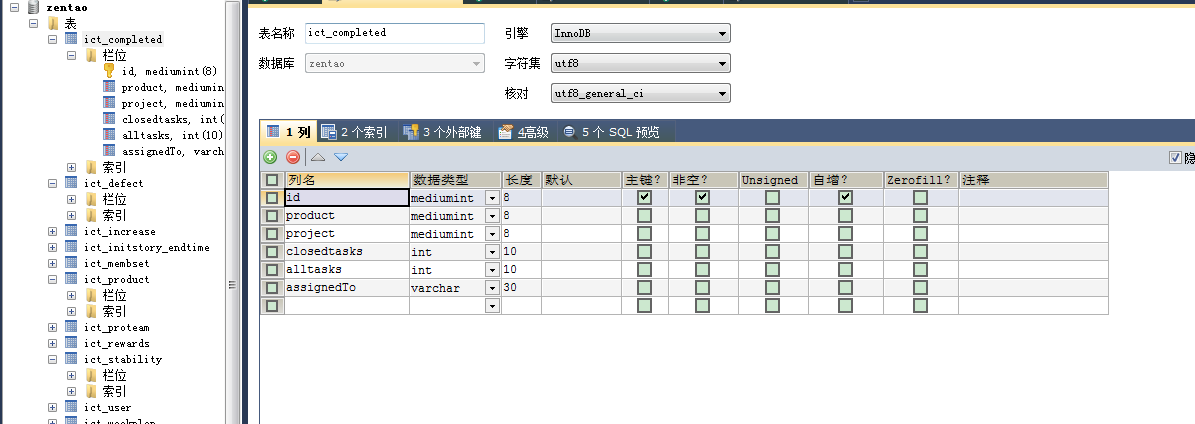 zentao
表
ict_completed
栏位
id, mediumint(8)
product, mediumin
project, mediumin
closedtasks, int(
alltasks, int(10)
assignedTo, varch
索引
ict_defect
栏位
索引
ict_increase
ict_initstory_endtime
ict_membset
ict_product
栏位
索引
ict_proteam
ict_rewards
ict_stability
栏位
索引
ict_user
表名称 ict_completed 引擎 InnoDB
数据库 zentao 字符集 utf8
核对 utf8_general_ci
1 列 2 个索引 3 个外部键 4高级 5 个 SQL 预览
隐
列名 数据类型 长度 默认 主键? 非空? Unsigned 自增? Zerofill? 注释
id mediumint 8
product mediumint 8
project mediumint 8
closedtasks int 10
alltasks int 10
assignedTo varchar 30